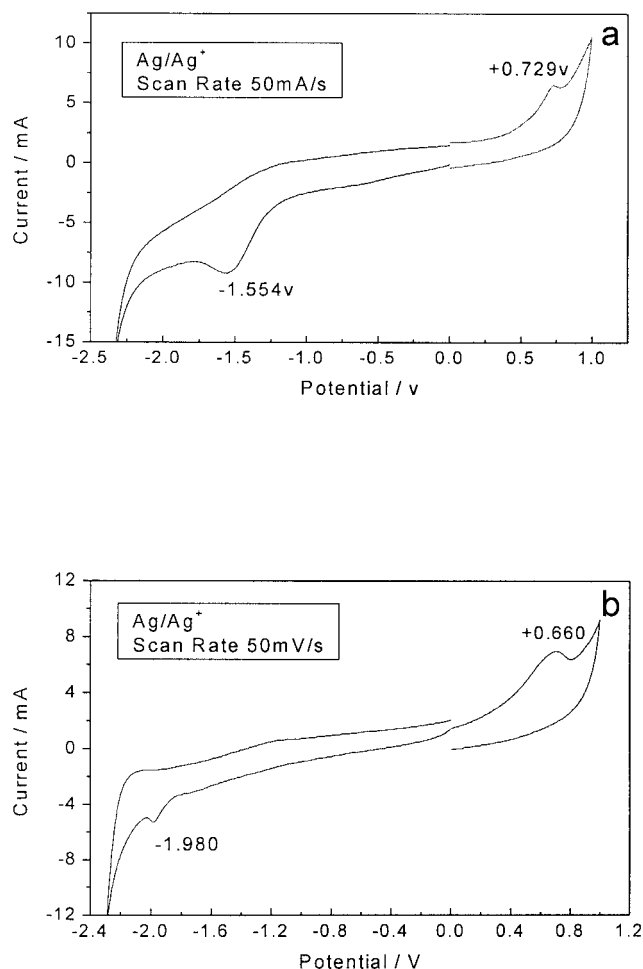 a
Ag/Ag+
Scan Rate 50mA/s
+0.729v
-1.554v
10
5
0
-5
-10
-15
Current / mA
-2.5 -2.0 -1.5 -1.0 -0.5 0.0 0.5 1.0
Potential / v
b
Ag/Ag+
Scan Rate 50mV/s
+0.660
-1.980
12
8
4
0
-4
-8
-12
Current / mA
-2.4 -2.0 -1.6 -1.2 -0.8 -0.4 0.0 0.4 0.8 1.2
Potential / V